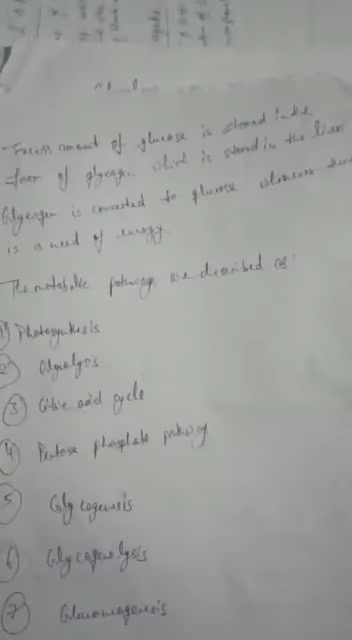 Excess amount of glucose is stored in the
form of glycogen which is stored in the liver
Glycogen is converted to glucose whenever there
is a need of energy.
The metabolic pathways are described as:
1) Photosynthesis
2 Glycolysis
3 Citric acid cycle
4 Pentose phosphate pathway
5 Glycogenesis
6 Glycogenolysis
7 Gluconeogenesis